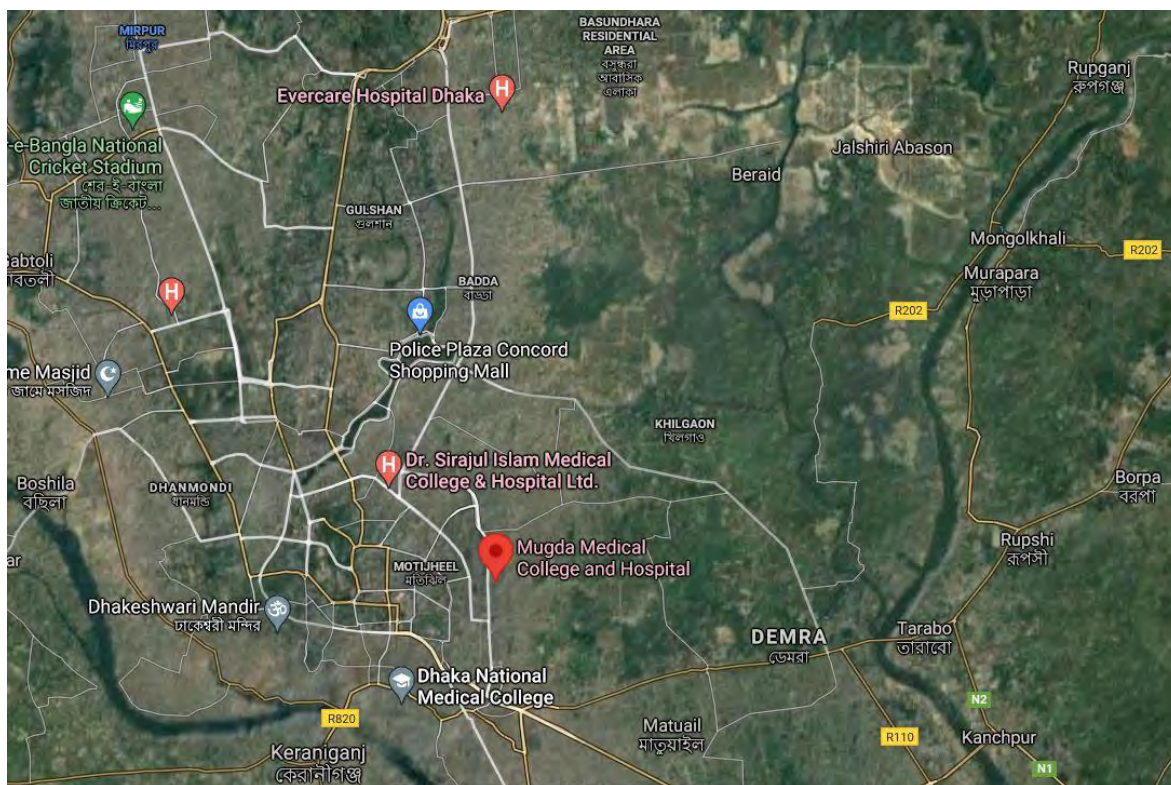 MIRPUR
মিরপুর
BASUNDHARA
RESIDENTIAL
AREA
বসুন্ধরা
আবাসিক
এলাকা
Rupganj
রুপগঞ্জ
Evercare Hospital Dhaka
r-e-Bangla National
Cricket Stadium
শের-ই-বাংলা
জাতীয় ক্রিকেট...
Jalshiri Abason
Beraid
GULSHAN
গুলশান
Mongolkhali
R202
Gabtoli
গাবতলী
BADDA
বাড্ডা
Murapara
মুড়াপাড়া
H
R202
Police Plaza Concord
Shopping Mall
me Masjid
জামে মসজিদ
KHILGAON
খিলগাও
Dr. Sirajul Islam Medical
College & Hospital Ltd.
Boshila
বছিলা
DHANMONDI
ধানমন্ডি
Borpa
বরপা
Rupshi
রূপসী
ar
MOTIJHEEL
মতিঝিল
Mugda Medical
College and Hospital
Dhakeshwari Mandir
ঢাকেশ্বরী মন্দির
DEMRA
ডেমরা
Tarabo
তারাবো
Dhaka National
Medical College
N2
R820
Matuail
মাতুয়াইল
R110
Kanchpur
Keraniganj
কেরানীগঞ্জ
N1